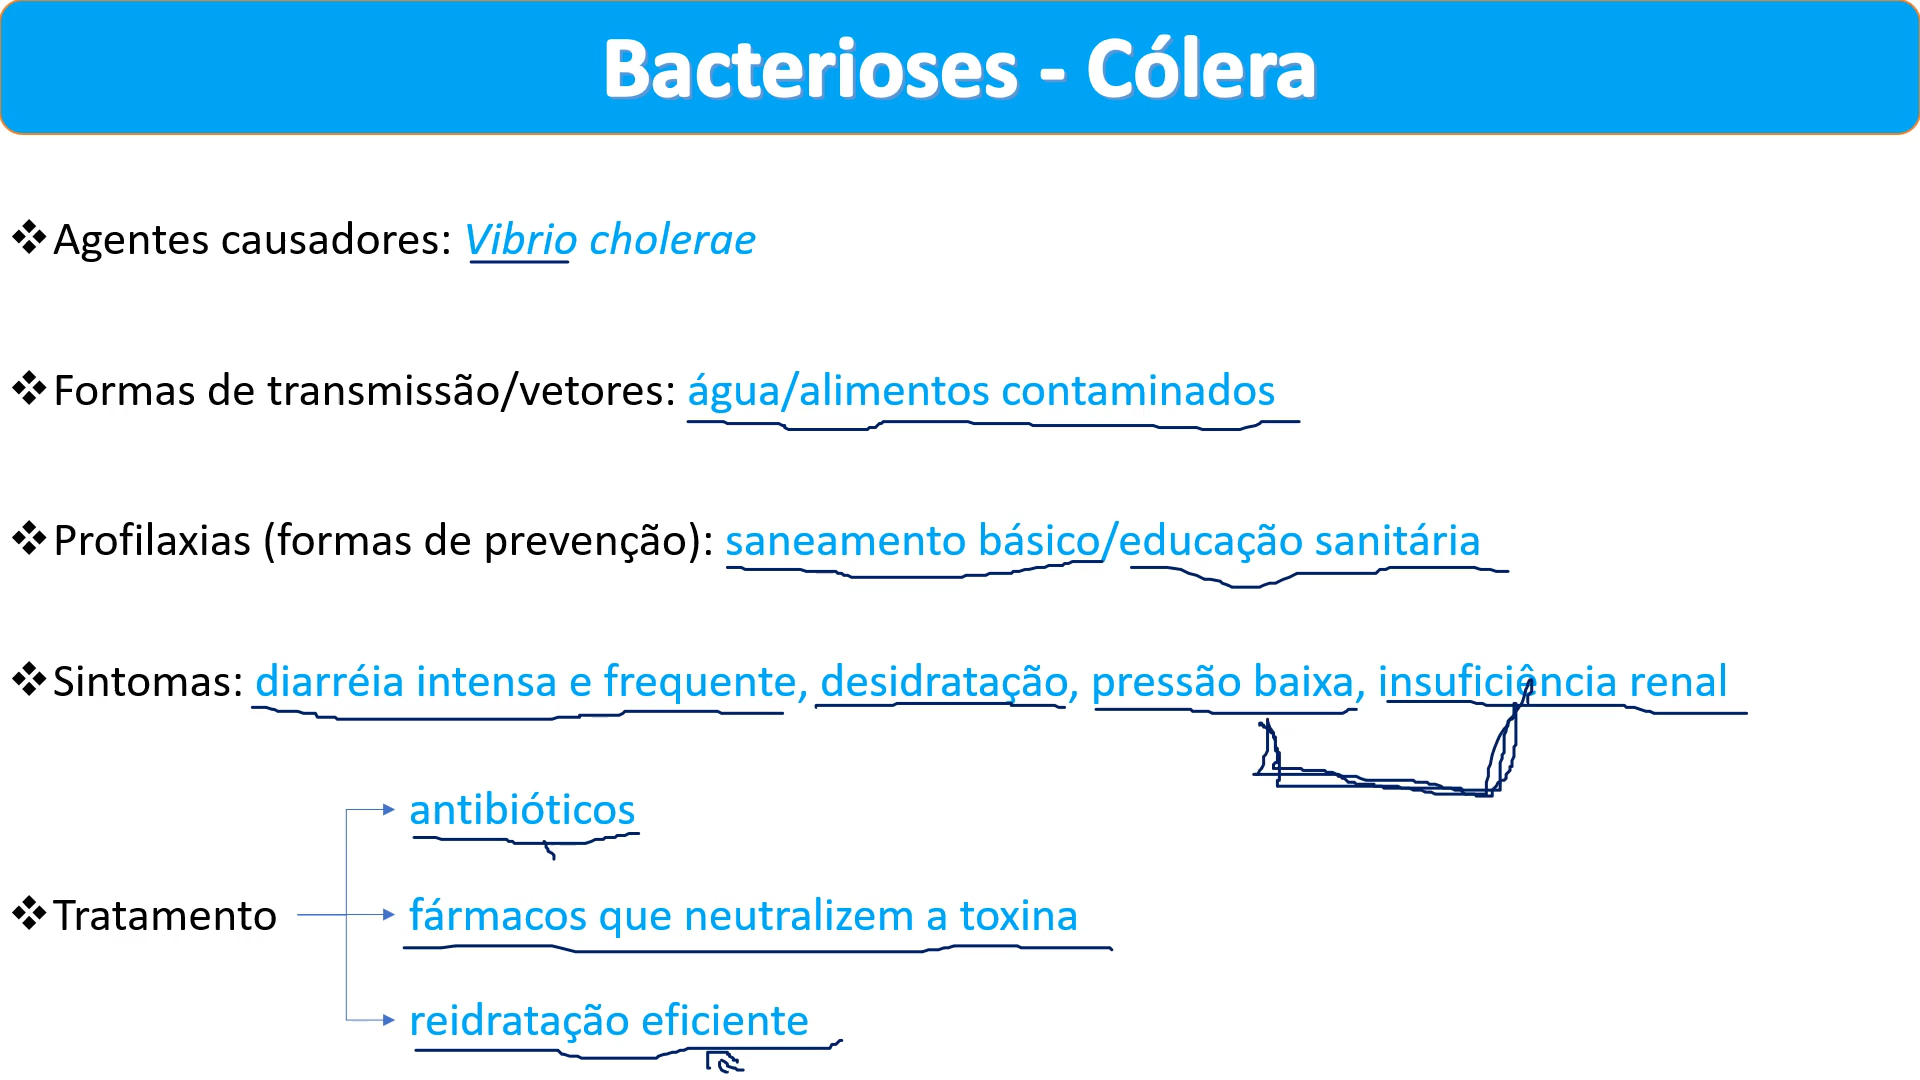 Bacterioses - Cólera
❖Agentes causadores: Vibrio cholerae
❖Formas de transmissão/vetores: água/alimentos contaminados
❖Profilaxias (formas de prevenção): saneamento básico/educação sanitária
❖Sintomas: diarréia intensa e frequente, desidratação, pressão baixa, insuficiência renal
antibióticos
❖Tratamento
fármacos que neutralizem a toxina
reidratação eficiente